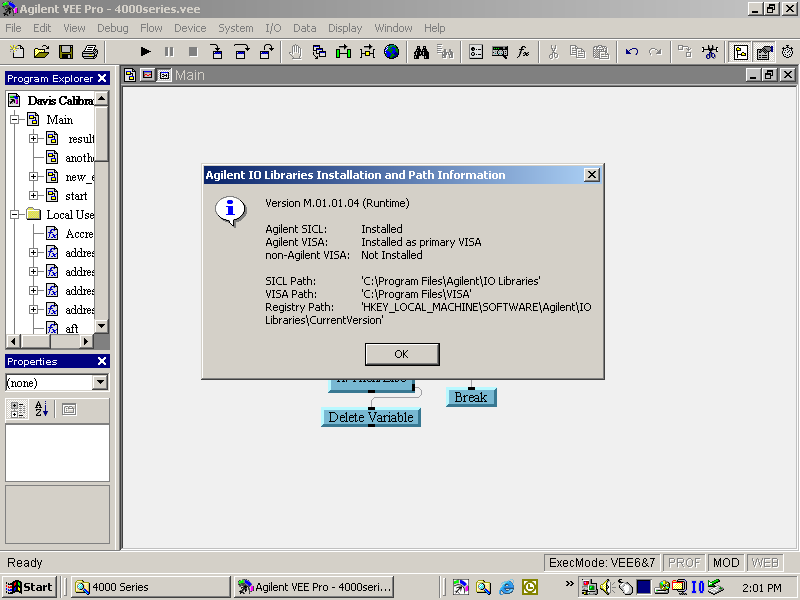 Agilent VEE Pro - 4000series.vee
File Edit View Debug Flow Device System I/O Data Display Window Help
Program Explorer
Main
Davis Calibra
Main
result
anoth
new_e
start
Local Use
Accre
addres
addres
addres
addres
aft
Properties
(none)
Agilent IO Libraries Installation and Path Information
Version M.01.01.04 (Runtime)
Agilent SICL: Installed
Agilent VISA: Installed as primary VISA
non-Agilent VISA: Not Installed
SICL Path: 'C:\Program Files\Agilent\IO Libraries'
VISA Path: 'C:\Program Files\VISA'
Registry Path: 'HKEY_LOCAL_MACHINE\SOFTWARE\Agilent\IO
Libraries\CurrentVersion'
OK
Break
Delete Variable
Ready
ExecMode: VEE6&7 PROF MOD WEB
Start
4000 Series
Agilent VEE Pro - 4000seri...
IO
2:01 PM